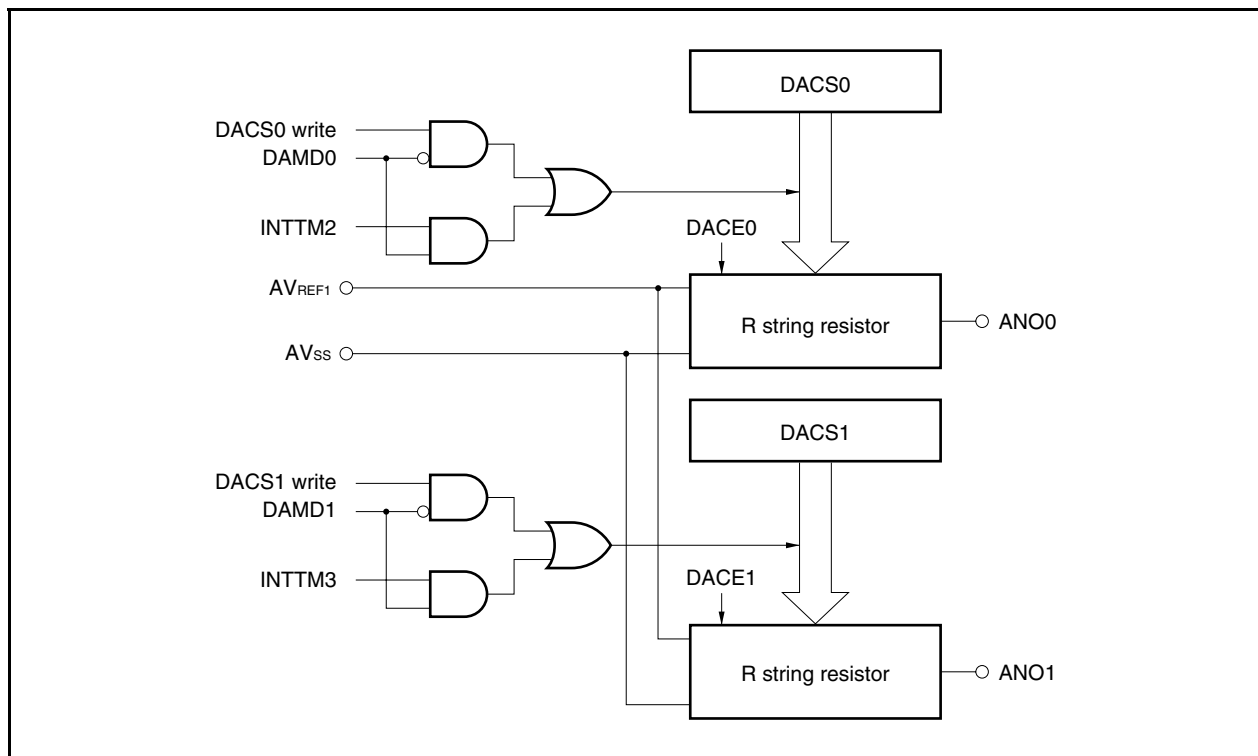 DACS0
DACS0 write
DAMD0
INTTM2
DACE0
AVREF1
R string resistor
ANO0
AVSS
DACS1
DACS1 write
DAMD1
INTTM3
DACE1
R string resistor
ANO1